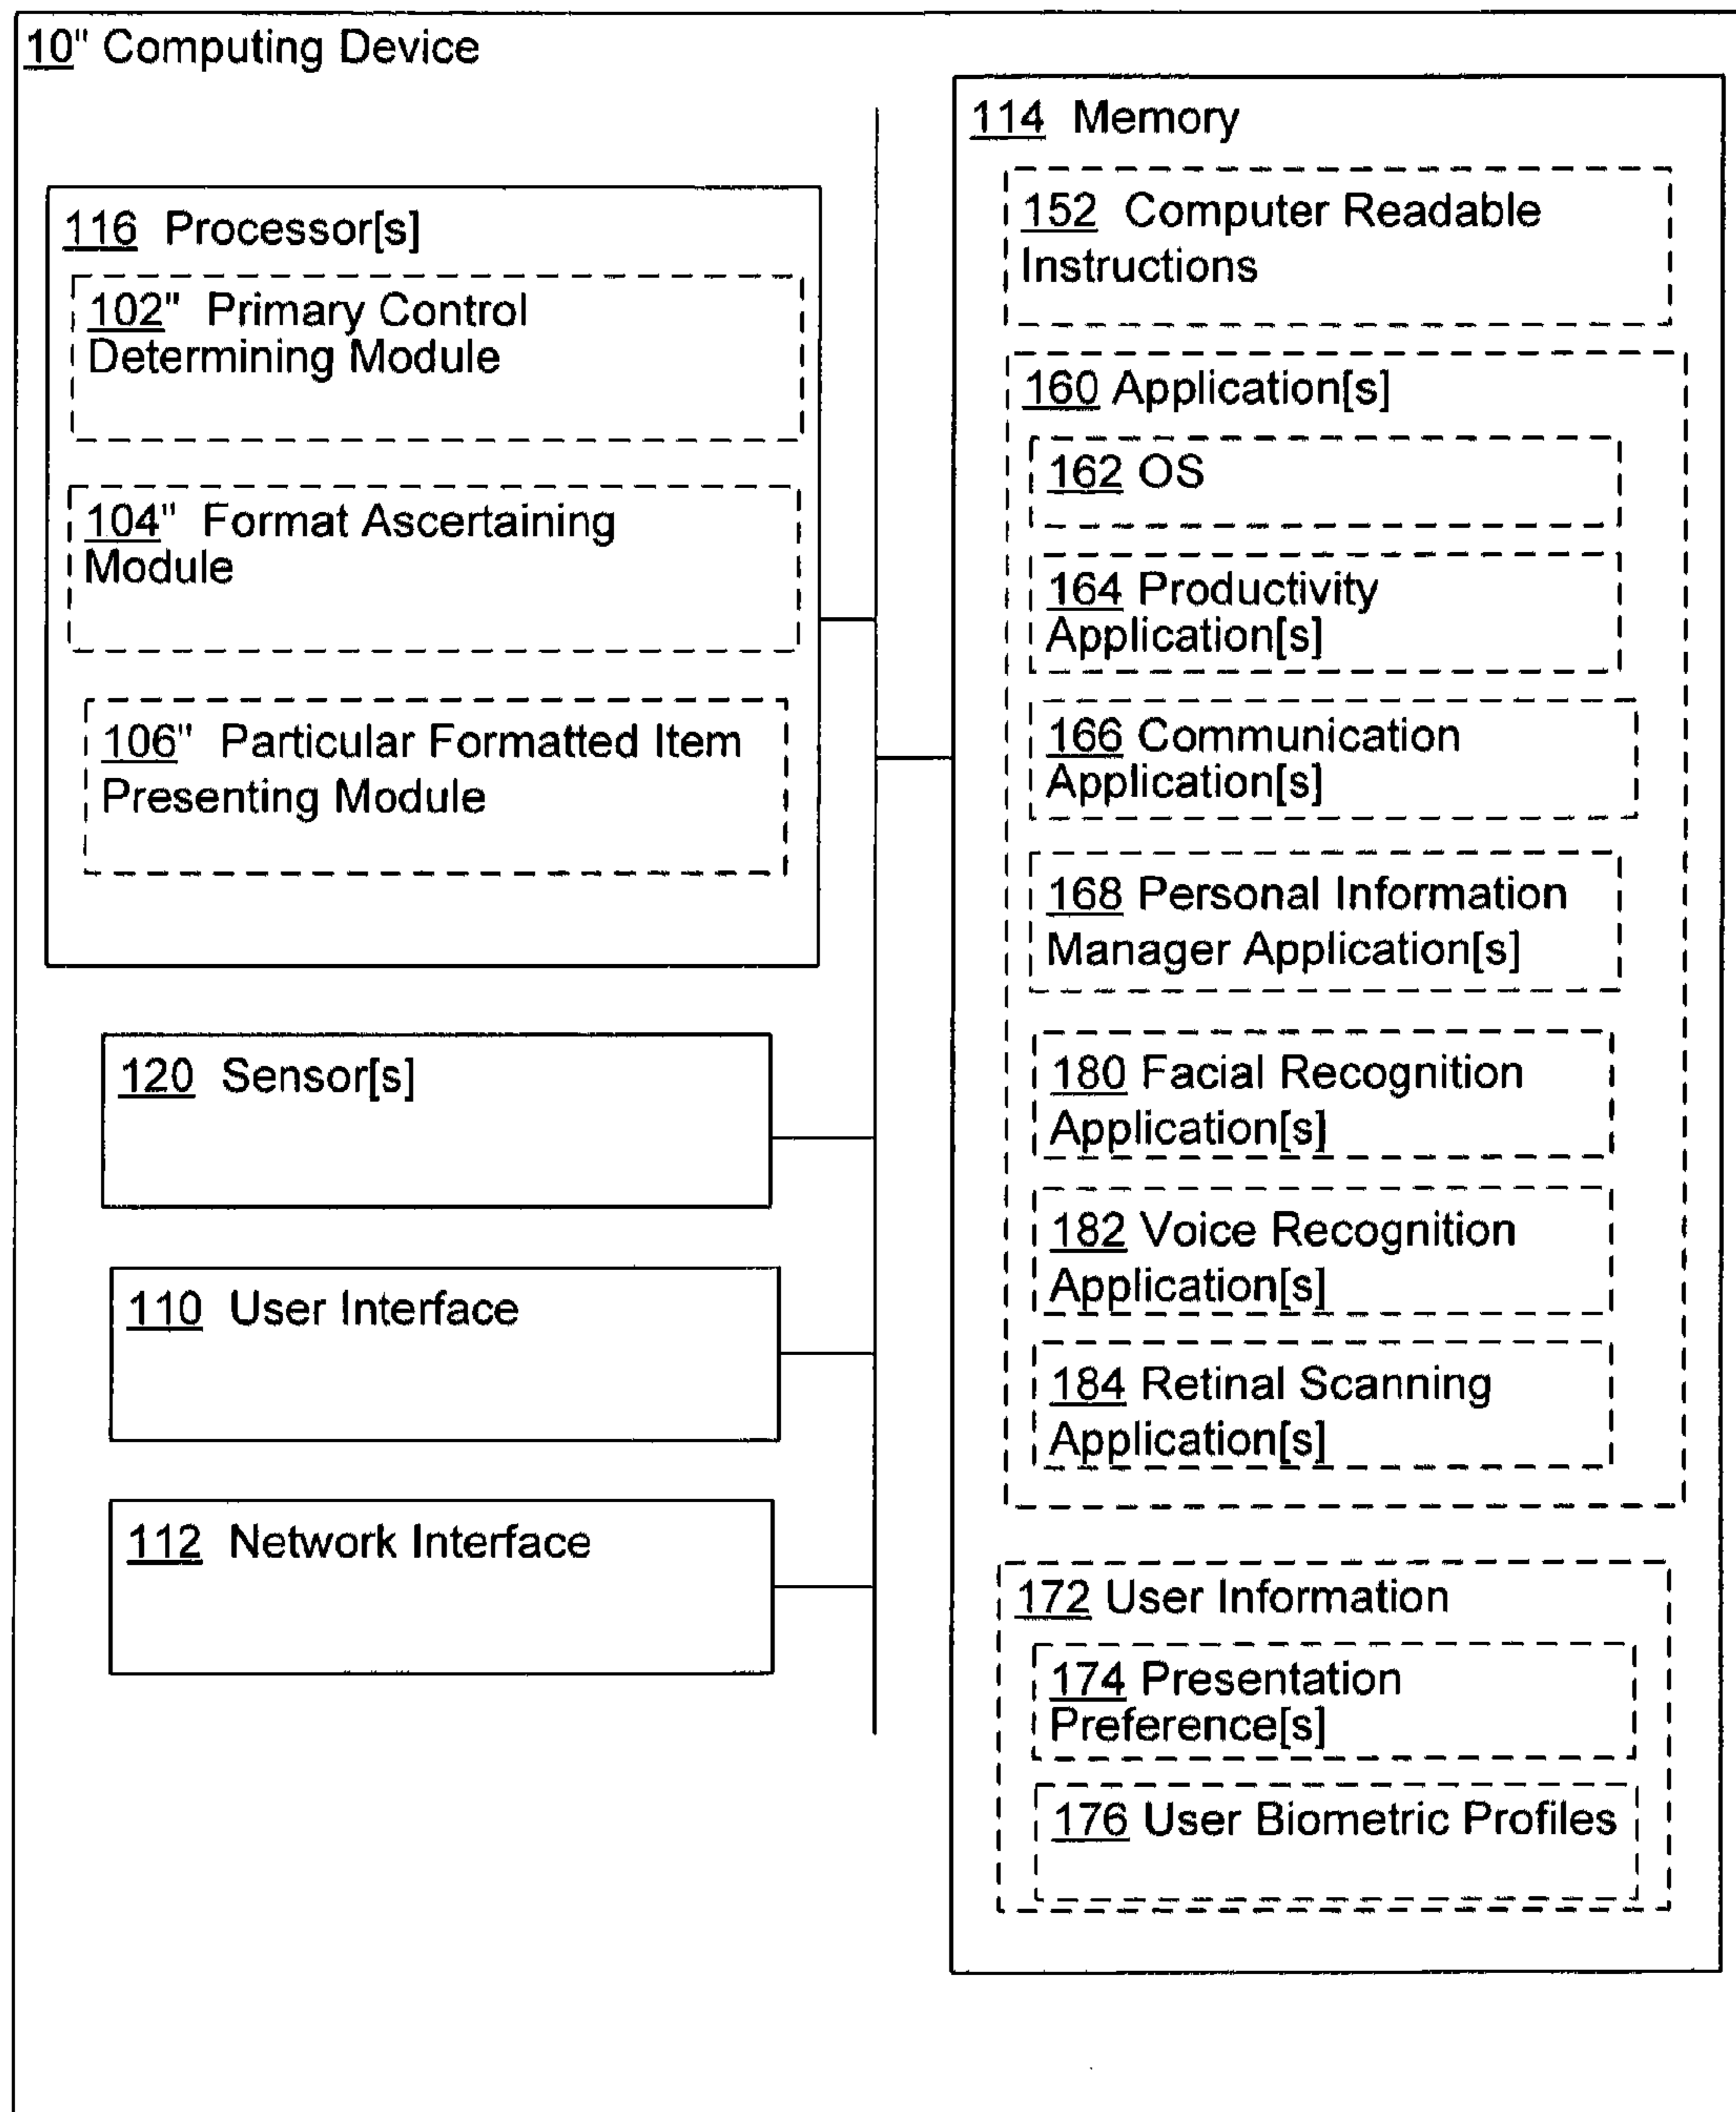 10" Computing Device
116 Processor[s]
102" Primary Control
Determining Module
104" Format Ascertaining
Module
106" Particular Formatted Item
Presenting Module
120 Sensor[s]
110 User Interface
112 Network Interface
114 Memory
152 Computer Readable
Instructions
160 Application[s]
162 OS
164 Productivity
Application[s]
166 Communication
Application[s]
168 Personal Information
Manager Application[s]
180 Facial Recognition
Application[s]
182 Voice Recognition
Application[s]
184 Retinal Scanning
Application[s]
172 User Information
174 Presentation
Preference[s]
176 User Biometric Profiles